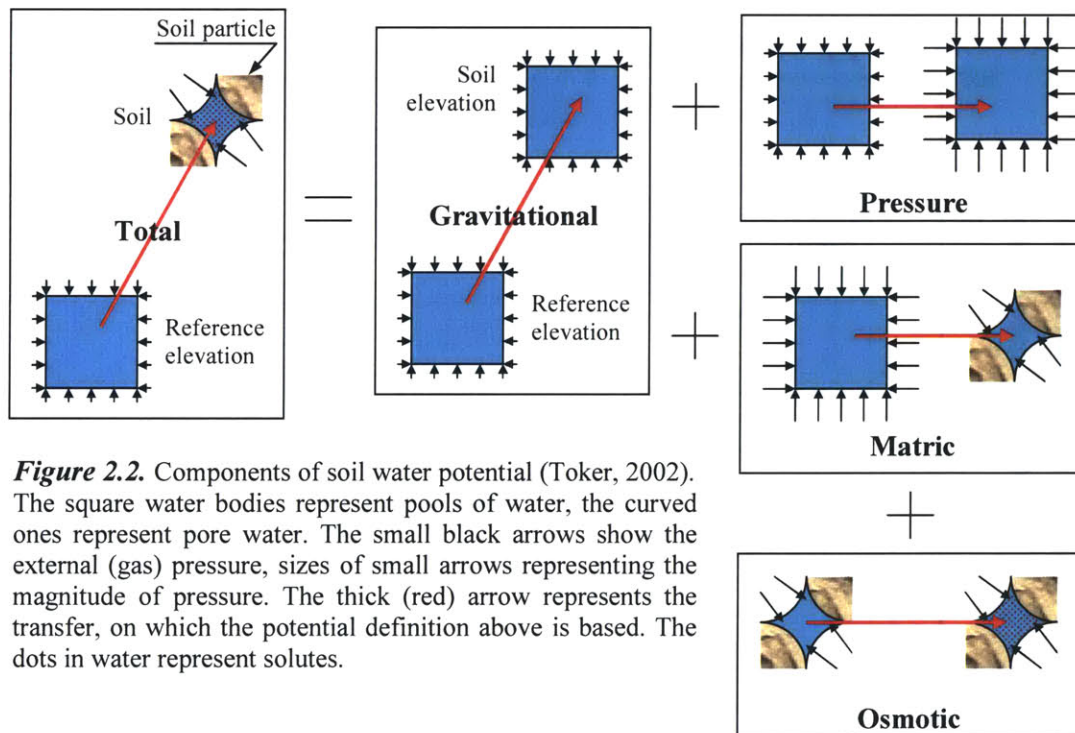 Soil particle
Soil
Total
Reference
elevation
=
Soil
elevation
Gravitational
Reference
elevation
+
Pressure
+
Matric
+
Osmotic
Figure 2.2. Components of soil water potential (Toker, 2002).
The square water bodies represent pools of water, the curved
ones represent pore water. The small black arrows show the
external (gas) pressure, sizes of small arrows representing the
magnitude of pressure. The thick (red) arrow represents the
transfer, on which the potential definition above is based. The
dots in water represent solutes.